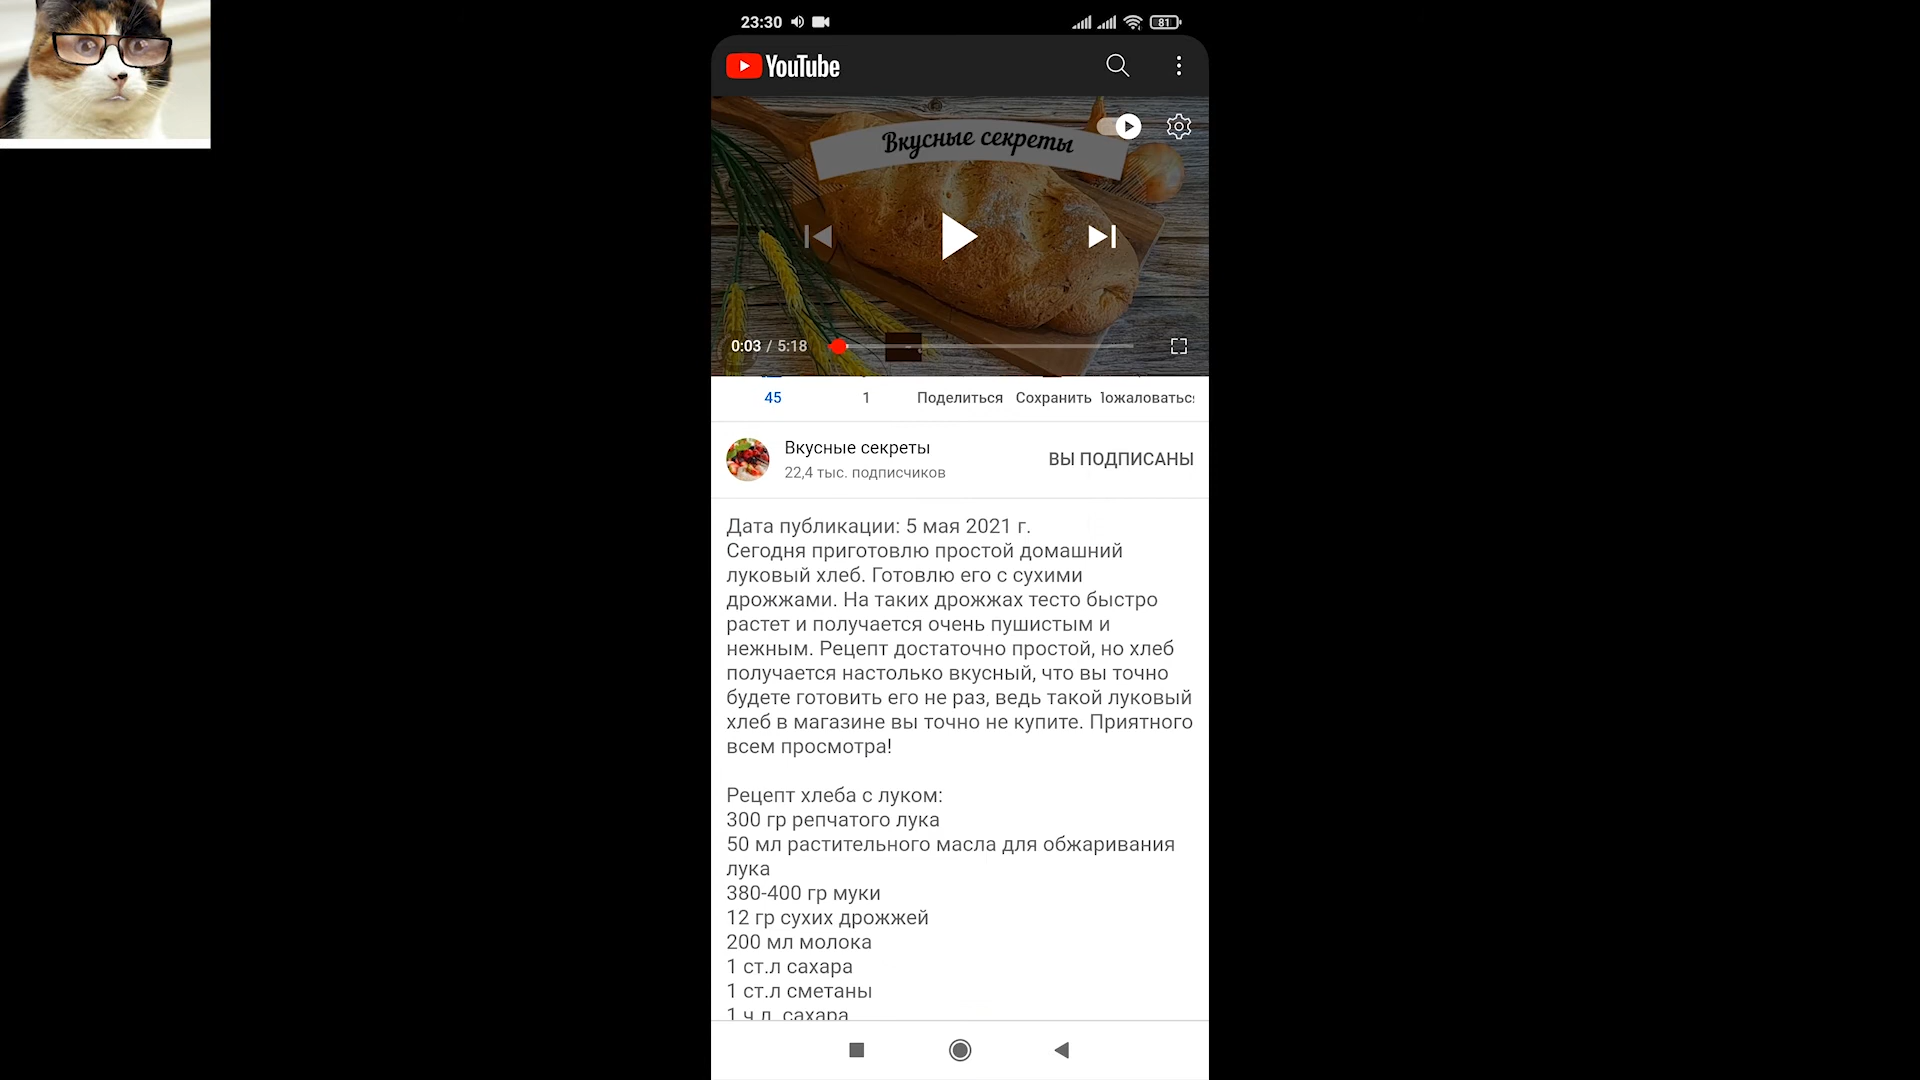 23:30
81
YouTube
Вкусные секреты
0:03 / 5:18
45
1
Поделиться
Сохранить
Вкусные секреты
22,4 тыс. подписчиков
ВЫ ПОДПИСАНЫ
Дата публикации: 5 мая 2021 г.
Сегодня приготовлю простой домашний
луковый хлеб. Готовлю его с сухими
дрожжами. На таких дрожжах тесто быстро
растет и получается очень пушистым и
нежным. Рецепт достаточно простой, но хлеб
получается настолько вкусный, что вы точно
будете готовить его не раз, ведь такой луковый
хлеб в магазине вы точно не купите. Приятного
всем просмотра!
Рецепт хлеба с луком:
300 гр репчатого лука
50 мл растительного масла для обжаривания
лука
380-400 гр муки
12 гр сухих дрожжей
200 мл молока
1 ст.л сахара
1 ст.л сметаны
1 ч.л. сахара